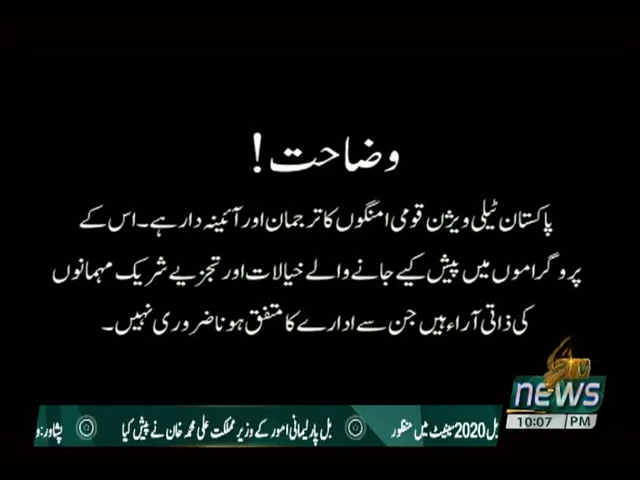 وضاحت!
پاکستان ٹیلی ویژن قومی امنگوں کا ترجمان اور آئینہ دار ہے۔ اس کے
پروگراموں میں پیش کیے جانے والے خیالات اور تجزیے شریک مہمانوں
کی ذاتی آراء ہیں جن سے ادارے کا متفق ہونا ضروری نہیں۔
news
10:07 PM
بل 2020 سینیٹ میں منظور
بل پارلیمانی امور کے وزیر مملکت علی محمد خان نے پیش کیا
پشاور: و